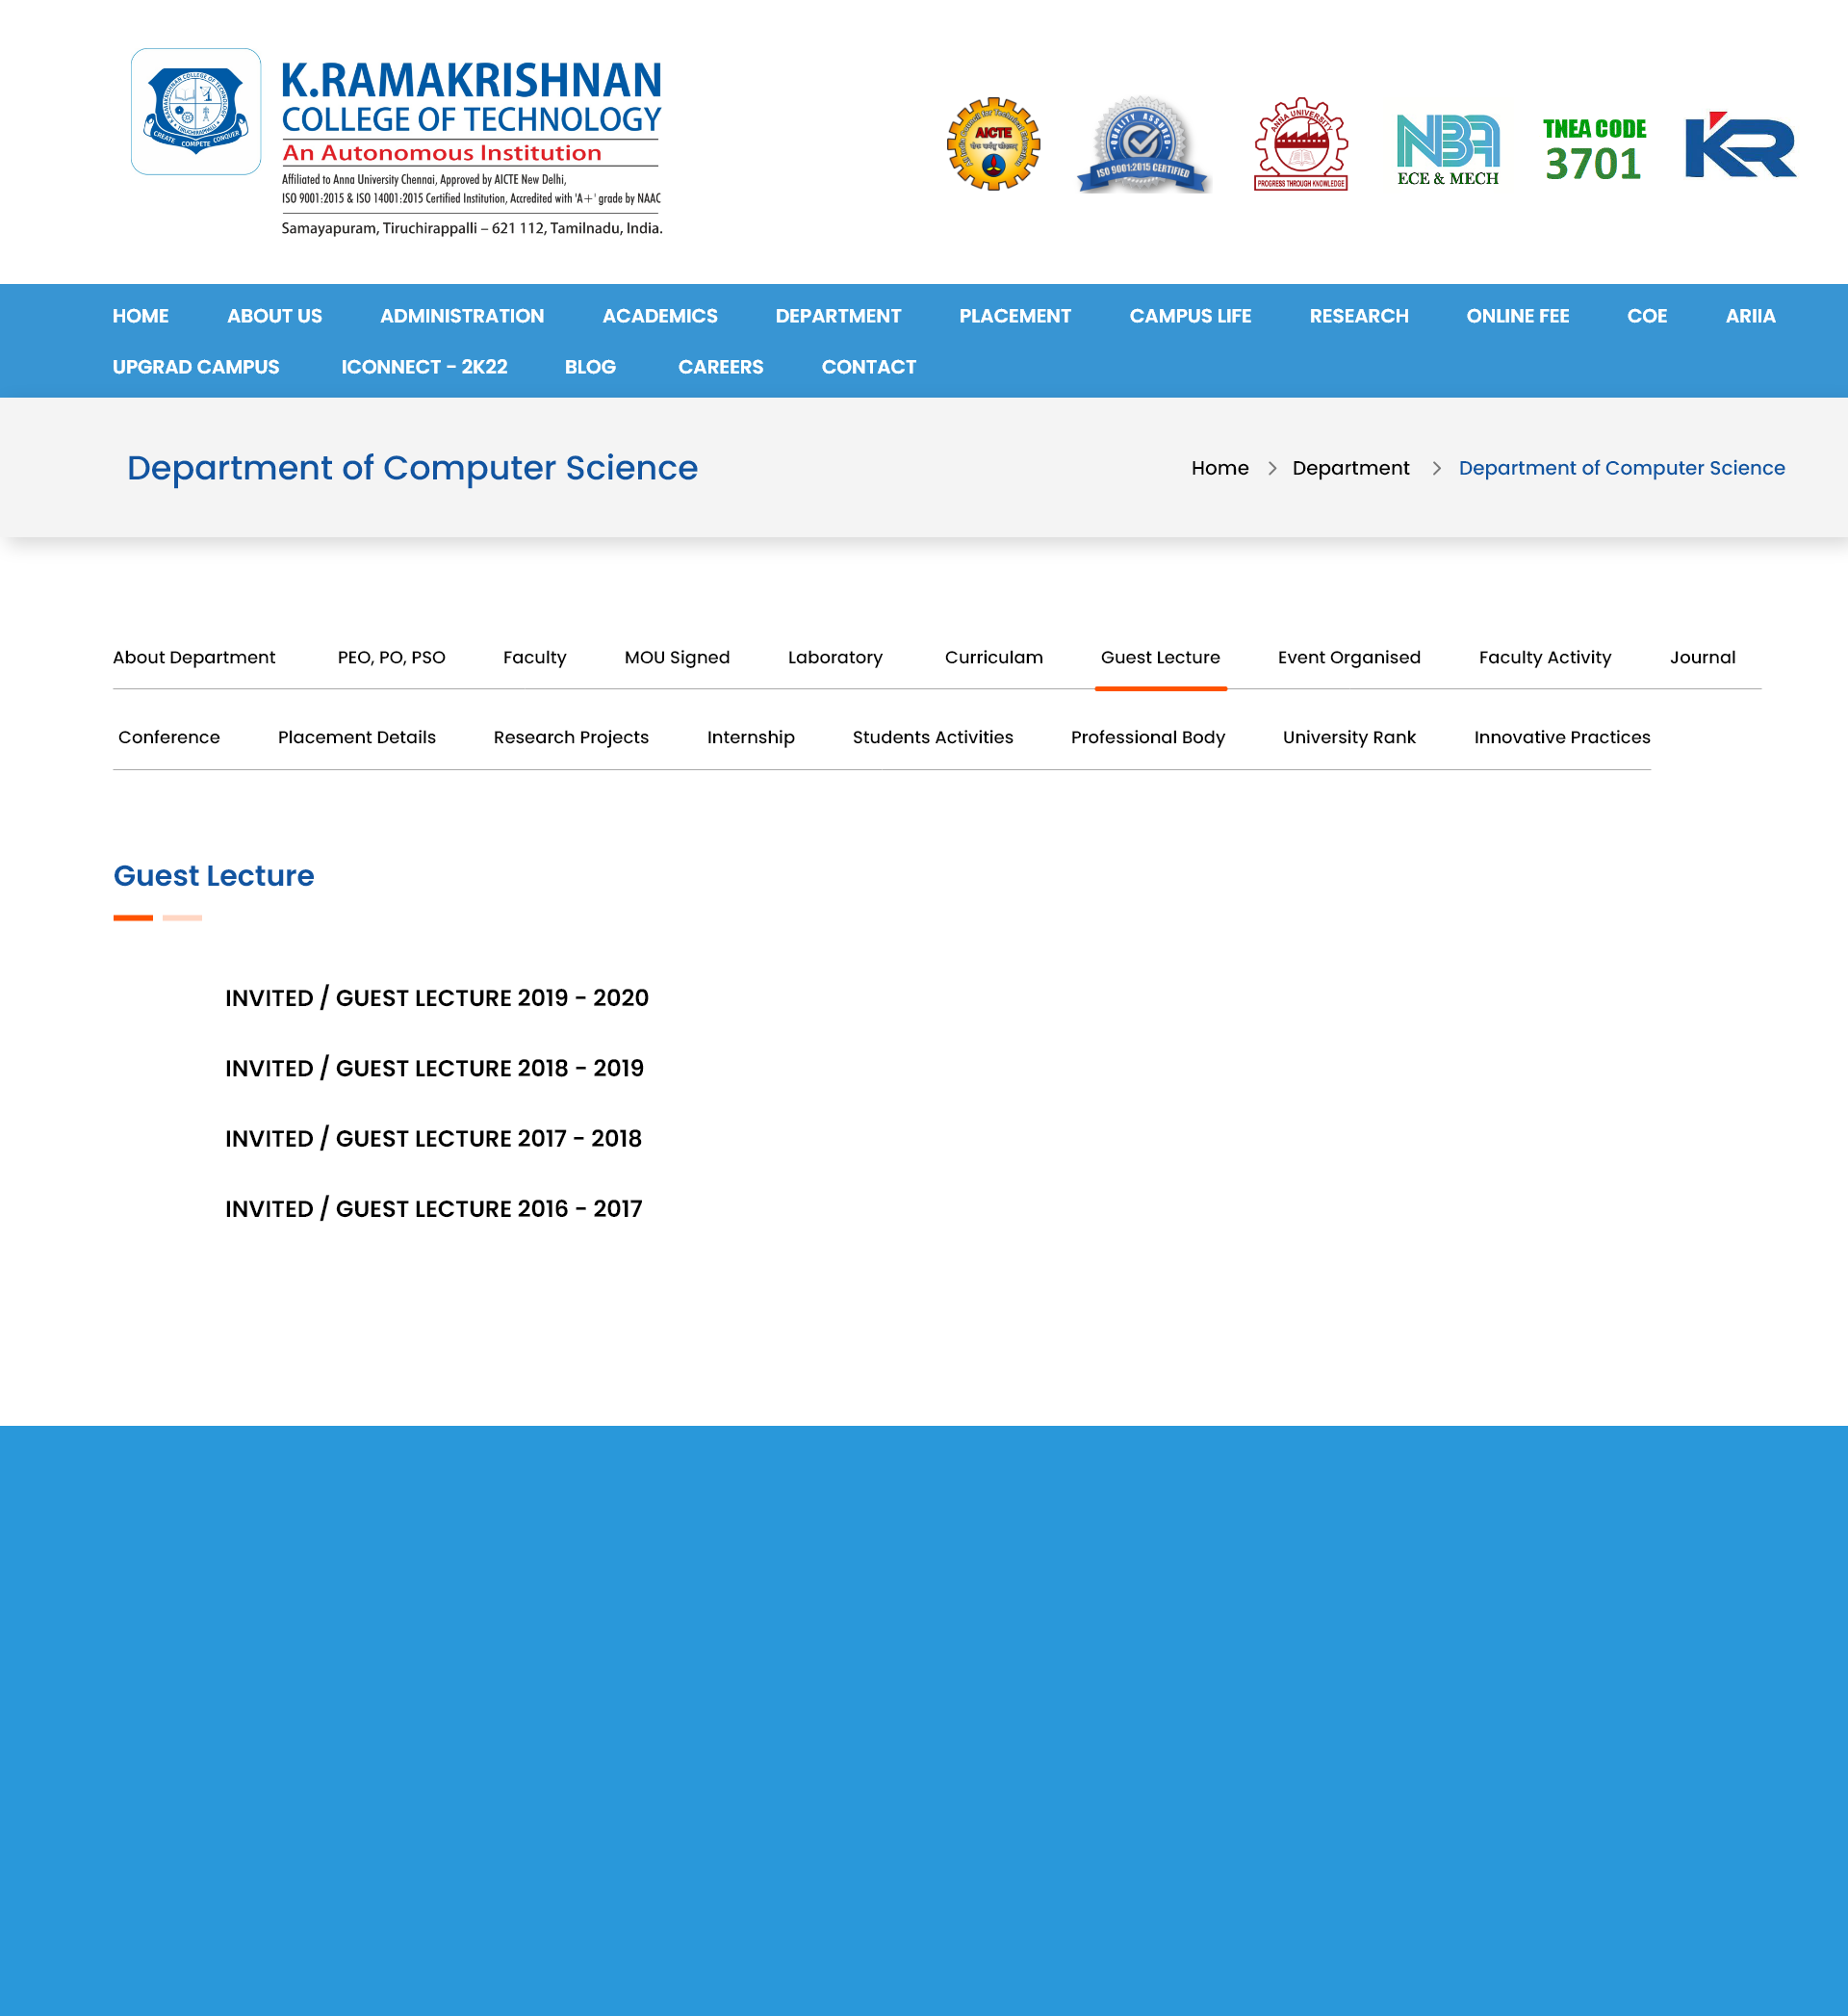 K.RAMAKRISHNAN
COLLEGE OF TECHNOLOGY
An Autonomous Institution
Affiliated to Anna University Chennai, Approved by AICTE New Delhi,
ISO 9001:2015 & ISO 14001:2015 Certified Institution, Accredited with 'A+' grade by NAAC
Samayapuram, Tiruchirappalli – 621 112, Tamilnadu, India.
CREATE COMPETE CONQUER
AICTE
QUALITY ASSURED
ISO 9001:2015 CERTIFIED
ANNA UNIVERSITY
PROGRESS THROUGH KNOWLEDGE
NBA
ECE & MECH
TNEA CODE
3701
KR
HOME ABOUT US ADMINISTRATION ACADEMICS DEPARTMENT PLACEMENT CAMPUS LIFE RESEARCH ONLINE FEE COE ARIIA
UPGRAD CAMPUS ICONNECT - 2K22 BLOG CAREERS CONTACT
Department of Computer Science
Home > Department > Department of Computer Science
About Department PEO, PO, PSO Faculty MOU Signed Laboratory Curriculam Guest Lecture Event Organised Faculty Activity Journal
Conference Placement Details Research Projects Internship Students Activities Professional Body University Rank Innovative Practices
Guest Lecture
INVITED / GUEST LECTURE 2019 - 2020
INVITED / GUEST LECTURE 2018 - 2019
INVITED / GUEST LECTURE 2017 - 2018
INVITED / GUEST LECTURE 2016 - 2017